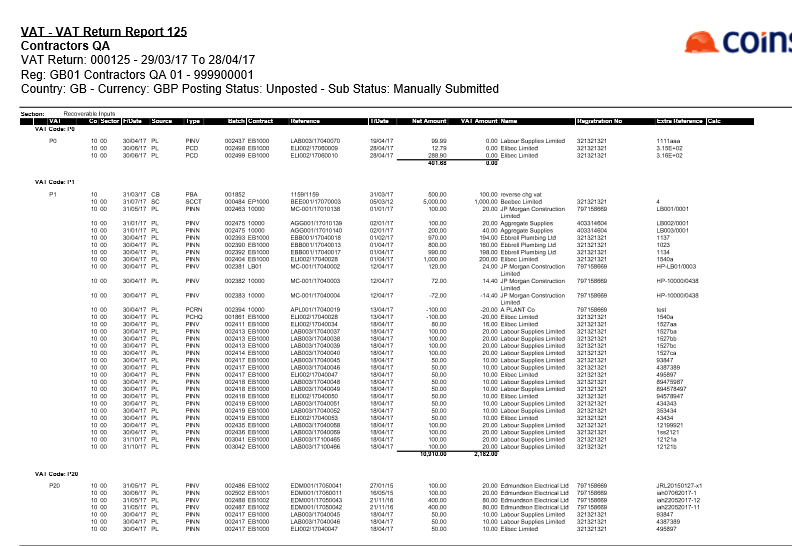 VAT - VAT Return Report 125
coins
Contractors QA
VAT Return: 000125 - 29/03/17 To 28/04/17
Reg: GB01 Contractors QA 01 - 999900001
Country: GB - Currency: GBP Posting Status: Unposted - Sub Status: Manually Submitted
Section: Recoverable Inputs
VAT Co Sector P/Date Source Type Batch Contract Reference T/Date Net Amount VAT Amount Name Registration No Extra Reference Calc
VAT Code: P0
P0 10 00 30/04/17 PL PINV 002437 EB1000 LAB003/17040070 19/04/17 99.99 0.00 Labour Supplies Limited 321321321 1111aaa
10 00 30/06/17 PL PCD 002498 EB1000 ELI002/17060009 28/04/17 12.79 0.00 Elibec Limited 321321321 3.15E+02
10 00 30/06/17 PL PCD 002499 EB1000 ELI002/17060010 28/04/17 288.90 0.00 Elibec Limited 321321321 3.16E+02
401.68 0.00
VAT Code: P1
P1 10 31/03/17 CB PBA 001852 1159/1159 31/03/17 500.00 100.00 reverse chg vat
10 00 31/07/17 SC SCCT 000484 EP1000 BEE001/17070003 05/03/12 5,000.00 1,000.00 Beebec Limited 321321321 4
10 00 31/05/17 PL PINN 002463 10000 MC-001/17010138 01/01/17 100.00 20.00 JP Morgan Construction 797158669 LB001/0001
Limited
10 00 31/01/17 PL PINV 002475 10000 AGG001/17010139 02/01/17 100.00 20.00 Aggregate Supplies 403314604 LB002/0001
10 00 31/01/17 PL PINN 002475 10000 AGG001/17010140 02/01/17 200.00 40.00 Aggregate Supplies 403314604 LB003/0001
10 00 30/04/17 PL PINN 002393 EB1000 EBB001/17040018 01/02/17 970.00 194.00 Ebbrell Plumbing Ltd 321321321 1137
10 00 30/04/17 PL PINN 002390 EB1000 EBB001/17040013 01/04/17 800.00 160.00 Ebbrell Plumbing Ltd 321321321 1023
10 00 30/04/17 PL PINN 002392 EB1000 EBB001/17040017 01/04/17 990.00 198.00 Ebbrell Plumbing Ltd 321321321 1134
10 00 30/04/17 PL PINN 002404 EB1000 ELI002/17040028 01/04/17 1,000.00 200.00 Elibec Limited 321321321 1540a
10 00 30/04/17 PL PINV 002381 LB01 MC-003/17040002 12/04/17 120.00 24.00 JP Morgan Construction 797158669 HP-LB01/0003
Limited
10 00 30/04/17 PL PINV 002382 10000 MC-003/17040003 12/04/17 72.00 14.40 JP Morgan Construction 797158669 HP-10000/0438
Limited
10 00 30/04/17 PL PINV 002383 10000 MC-003/17040004 12/04/17 -72.00 -14.40 JP Morgan Construction 797158669 HP-10000/0438
Limited
10 00 30/04/17 PL PCRN 002394 10000 APL001/17040019 13/04/17 -100.00 -20.00 A PLANT Co 797158669 test
10 00 30/04/17 PL PCHQ 001861 EB1000 ELI002/17040028 13/04/17 -100.00 -20.00 Elibec Limited 321321321 1540a
10 00 30/04/17 PL PINV 002411 EB1000 ELI002/17040034 18/04/17 80.00 16.00 Elibec Limited 321321321 1527aa
10 00 30/04/17 PL PINN 002413 EB1000 LAB003/17040037 18/04/17 100.00 20.00 Labour Supplies Limited 321321321 1527ba
10 00 30/04/17 PL PINN 002413 EB1000 LAB003/17040038 18/04/17 100.00 20.00 Labour Supplies Limited 321321321 1527bb
10 00 30/04/17 PL PINN 002413 EB1000 LAB003/17040039 18/04/17 100.00 20.00 Labour Supplies Limited 321321321 1527bc
10 00 30/04/17 PL PINN 002414 EB1000 LAB003/17040040 18/04/17 100.00 20.00 Labour Supplies Limited 321321321 1527ca
10 00 30/04/17 PL PINN 002417 EB1000 LAB003/17040045 18/04/17 50.00 10.00 Labour Supplies Limited 321321321 93847
10 00 30/04/17 PL PINN 002417 EB1000 LAB003/17040046 18/04/17 50.00 10.00 Labour Supplies Limited 321321321 4387389
10 00 30/04/17 PL PINN 002417 EB1000 ELI002/17040047 18/04/17 50.00 10.00 Elibec Limited 321321321 495897
10 00 30/04/17 PL PINN 002418 EB1000 LAB003/17040048 18/04/17 50.00 10.00 Labour Supplies Limited 321321321 89475987
10 00 30/04/17 PL PINN 002418 EB1000 LAB003/17040049 18/04/17 50.00 10.00 Labour Supplies Limited 321321321 894578497
10 00 30/04/17 PL PINN 002418 EB1000 ELI002/17040050 18/04/17 50.00 10.00 Elibec Limited 321321321 94578947
10 00 30/04/17 PL PINN 002419 EB1000 LAB003/17040051 18/04/17 50.00 10.00 Labour Supplies Limited 321321321 434343
10 00 30/04/17 PL PINN 002419 EB1000 LAB003/17040052 18/04/17 50.00 10.00 Labour Supplies Limited 321321321 353434
10 00 30/04/17 PL PINN 002419 EB1000 ELI002/17040053 18/04/17 50.00 10.00 Elibec Limited 321321321 43434
10 00 30/04/17 PL PINN 002435 EB1000 LAB003/17040068 18/04/17 100.00 20.00 Labour Supplies Limited 321321321 12199921
10 00 30/04/17 PL PINN 002436 EB1000 LAB003/17040069 18/04/17 100.00 20.00 Labour Supplies Limited 321321321 1ss2121
10 00 31/10/17 PL PINN 003041 EB1000 LAB003/17100465 18/04/17 100.00 20.00 Labour Supplies Limited 321321321 12121a
10 00 31/10/17 PL PINN 003042 EB1000 LAB003/17100466 18/04/17 100.00 20.00 Labour Supplies Limited 321321321 12121b
10,910.00 2,182.00
VAT Code: P20
P20 10 00 31/05/17 PL PINV 002486 EB1002 EDM001/17050041 27/01/15 100.00 20.00 Edmundson Electrical Ltd 797158669 JRL20150127-x1
10 00 30/06/17 PL PINN 002502 EB1001 EDM001/17060011 16/05/15 100.00 20.00 Edmundson Electrical Ltd 797158669 iah07062017-1
10 00 31/05/17 PL PINV 002488 EB1002 EDM001/17050043 21/11/16 400.00 80.00 Edmundson Electrical Ltd 797158669 iah22052017-12
10 00 31/05/17 PL PINN 002487 EB1002 EDM001/17050042 21/11/16 400.00 80.00 Edmundson Electrical Ltd 797158669 iah22052017-11
10 00 30/04/17 PL PINN 002417 EB1000 LAB003/17040045 18/04/17 50.00 10.00 Labour Supplies Limited 321321321 93847
10 00 30/04/17 PL PINN 002417 EB1000 LAB003/17040046 18/04/17 50.00 10.00 Labour Supplies Limited 321321321 4387389
10 00 30/04/17 PL PINN 002417 EB1000 ELI002/17040047 18/04/17 50.00 10.00 Elibec Limited 321321321 495897